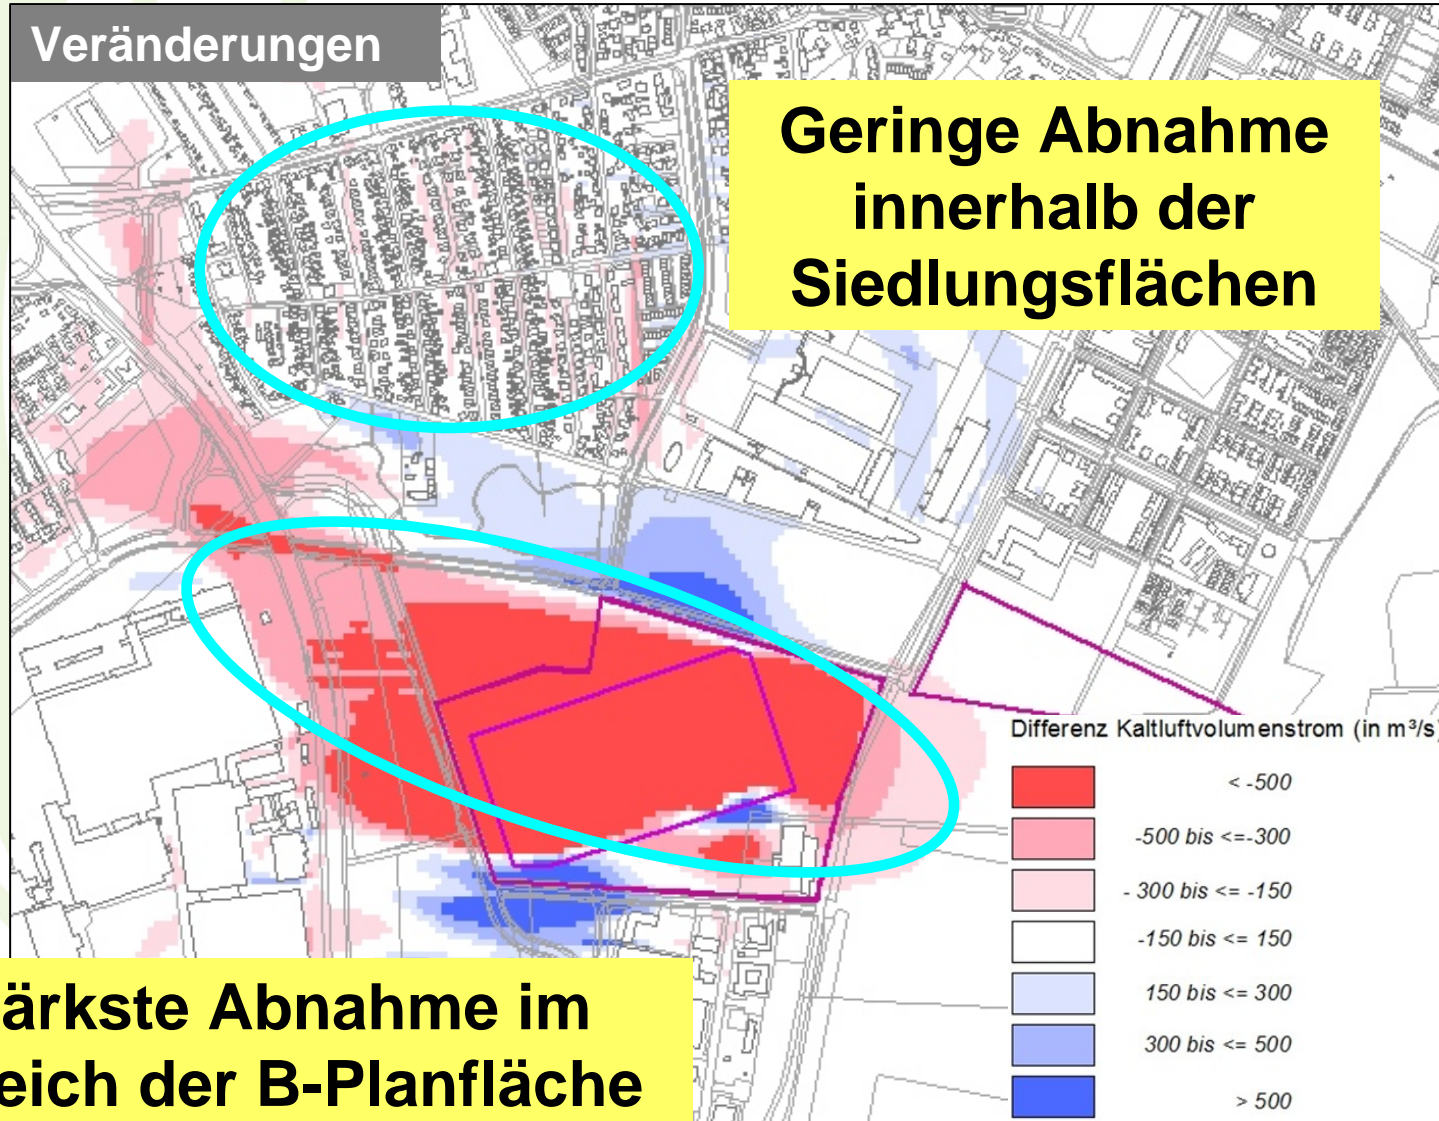 Veränderungen
Geringe Abnahme
innerhalb der
Siedlungsflächen
Differenz Kaltluftvolumenstrom (in m³/s)
< -500
-500 bis <=-300
- 300 bis <= -150
-150 bis <= 150
150 bis <= 300
300 bis <= 500
> 500
ärkste Abnahme im
eich der B-Planfläche